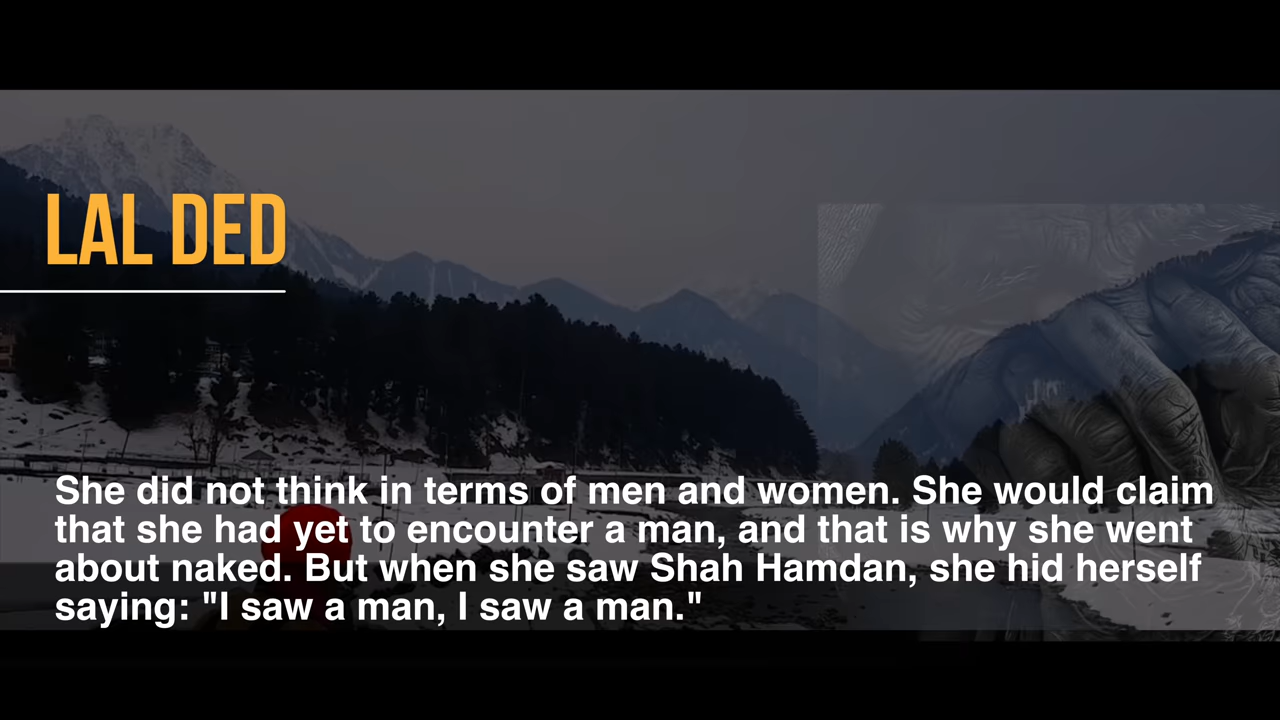 LAL DED
She did not think in terms of men and women. She would claim
that she had yet to encounter a man, and that is why she went
about naked. But when she saw Shah Hamdan, she hid herself
saying: "I saw a man, I saw a man."